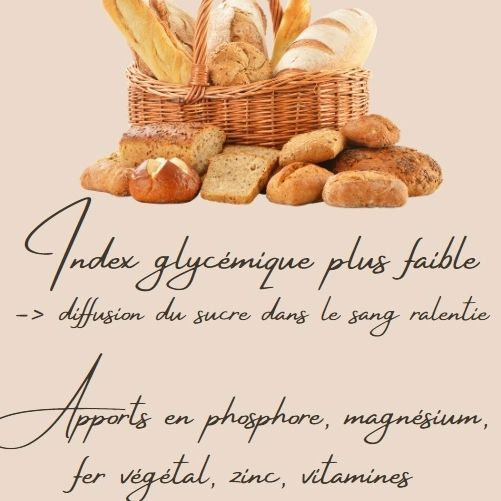 Index glycémique plus faible
-> diffusion du sucre dans le sang ralentie
Apports en phosphore, magnésium,
fer végétal, zinc, vitamines